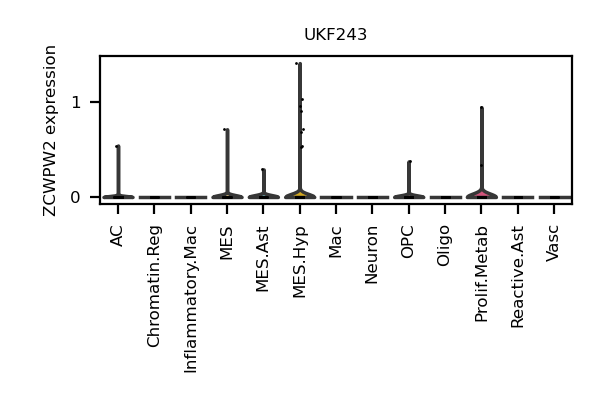 UKF243
ZCWPW2 expression
1
0
AC
Chromatin.Reg
Inflammatory.Mac
MES
MES.Ast
MES.Hyp
Mac
Neuron
OPC
Oligo
Prolif.Metab
Reactive.Ast
Vasc